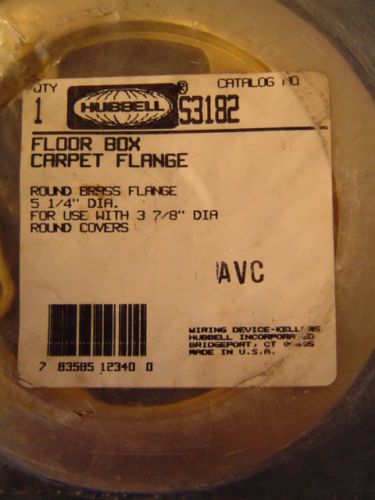 QTY CATALOG NO
1 HUBBELL ® S3182
FLOOR BOX
CARPET FLANGE
ROUND BRASS FLANGE
5 1/4" DIA.
FOR USE WITH 3 7/8" DIA
ROUND COVERS
AVC
WIRING DEVICE-KELLEMS
HUBBELL INCORPORATED
BRIDGEPORT, CT
MADE IN U.S.A.
7 83585 12340 0